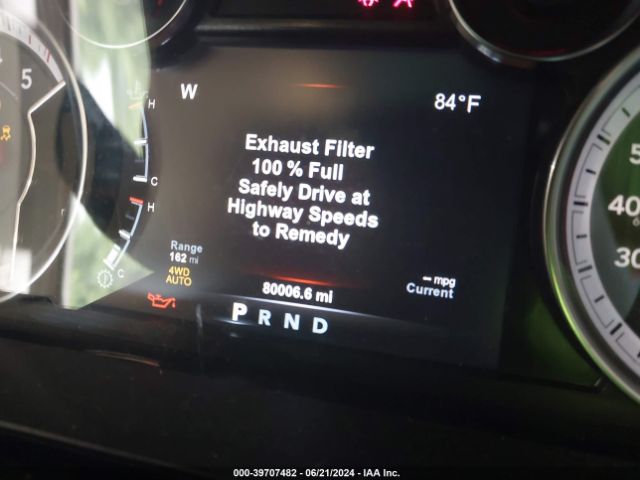 5
H
W
84°F
Exhaust Filter
100 % Full
Safely Drive at
Highway Speeds
to Remedy
C
H
Range
162 mi
4WD
AUTO
C
80006.6 mi
-- mpg
Current
P R N D
5
40
30
000-39707482 - 06/21/2024 - IAA Inc.